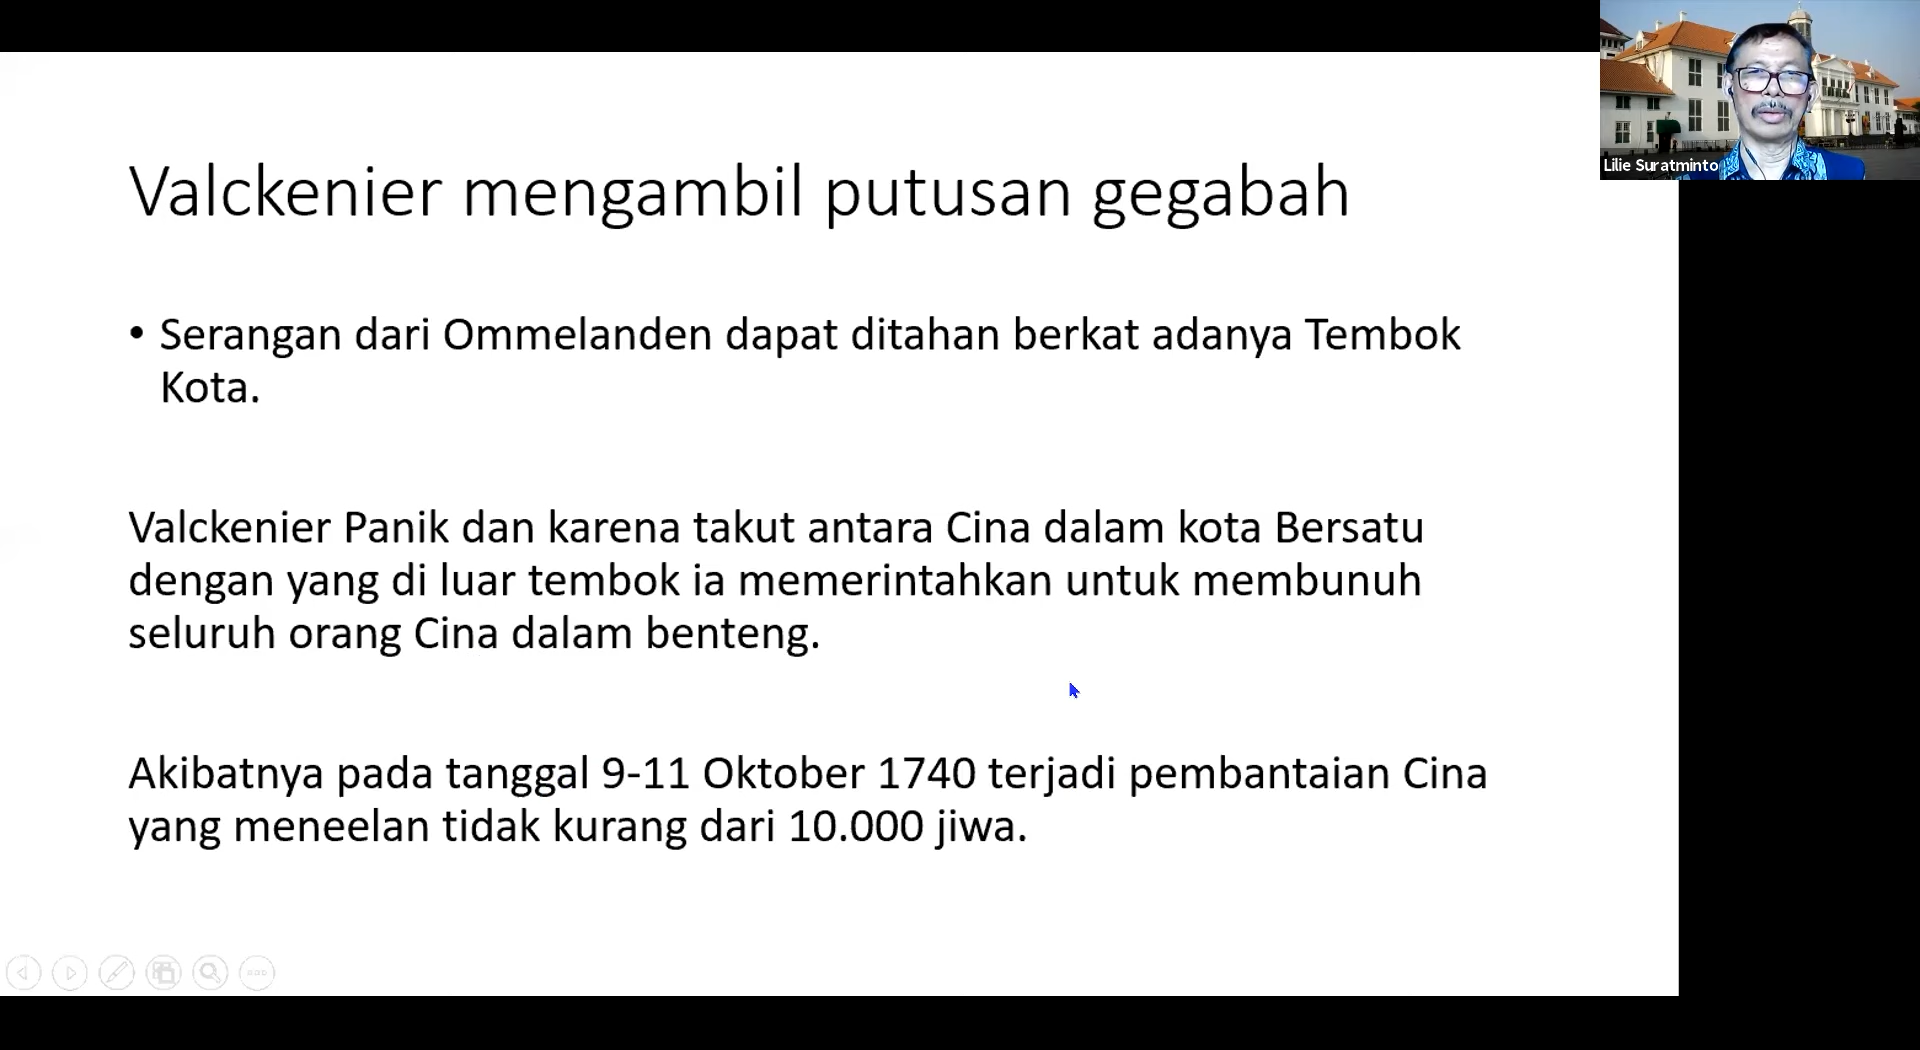 Valckenier mengambil putusan gegabah
• Serangan dari Ommelanden dapat ditahan berkat adanya Tembok
Kota.
Valckenier Panik dan karena takut antara Cina dalam kota Bersatu
dengan yang di luar tembok ia memerintahkan untuk membunuh
seluruh orang Cina dalam benteng.
Akibatnya pada tanggal 9-11 Oktober 1740 terjadi pembantaian Cina
yang meneelan tidak kurang dari 10.000 jiwa.
Lilie Suratminto